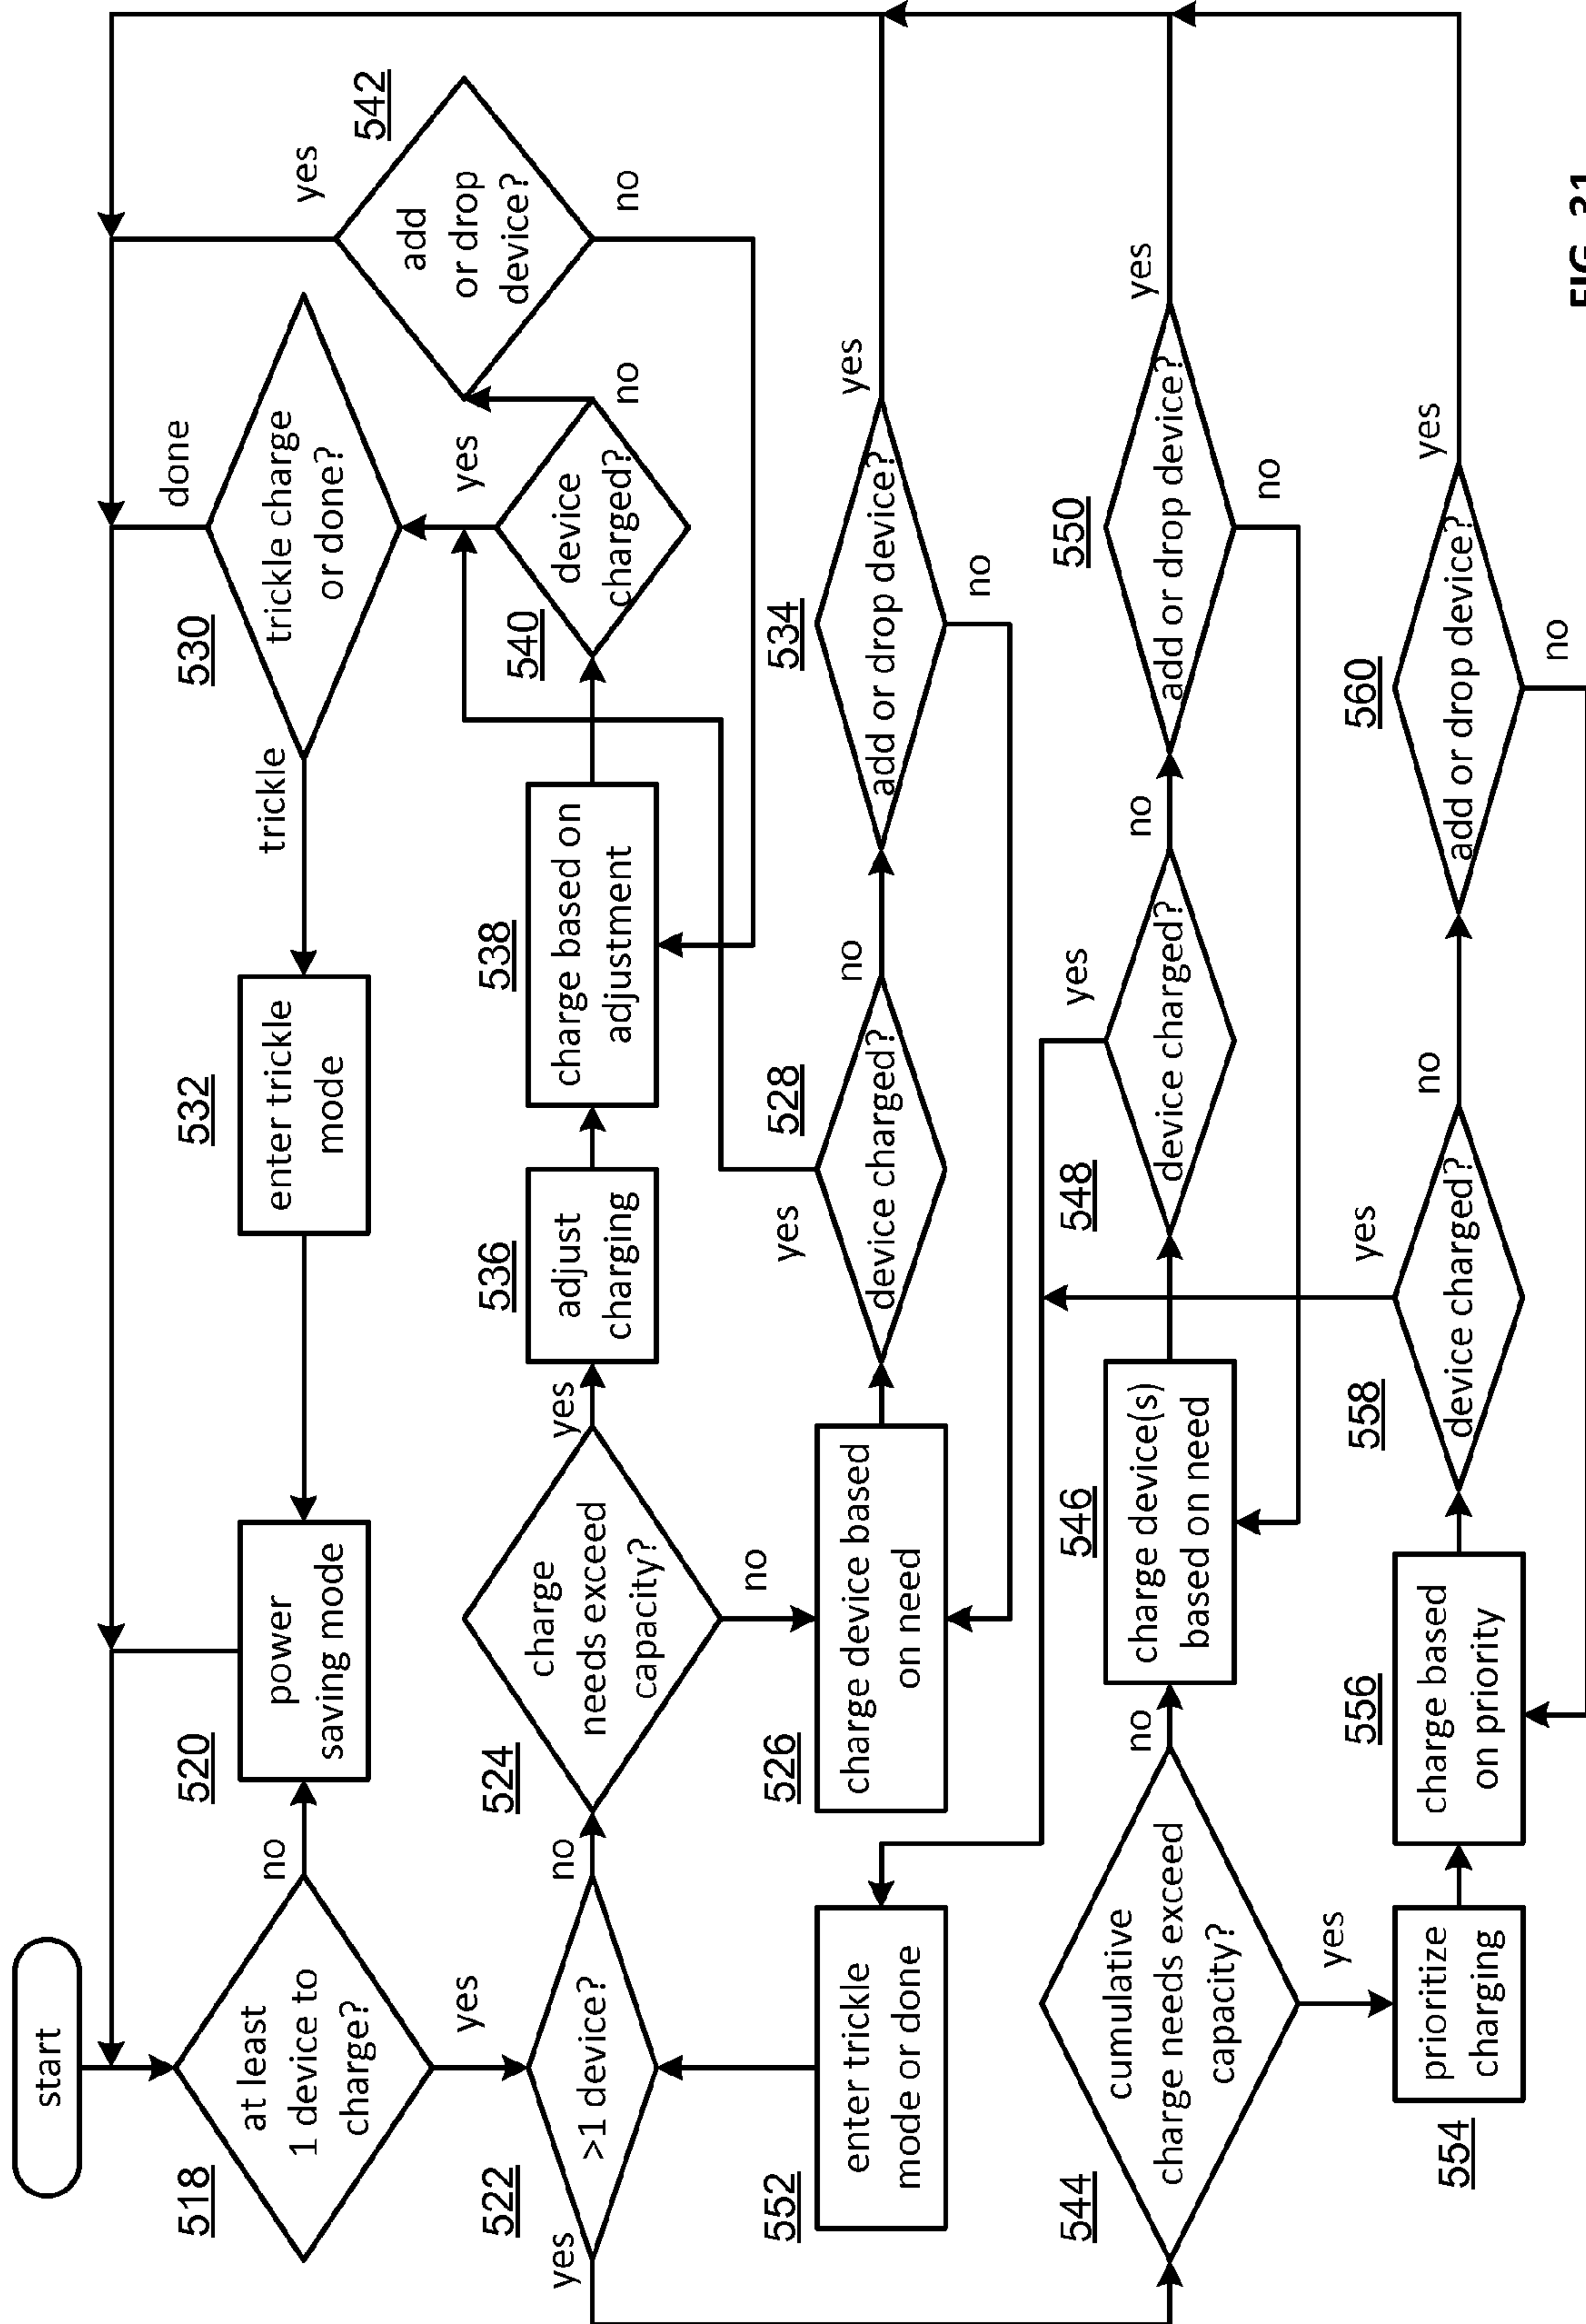 start
518
at least
1 device to
charge?
no
yes
520
power
saving mode
532
enter trickle
mode
trickle
530
trickle charge
or done?
done
yes
542
add
or drop
device?
no
522
>1 device?
yes
no
524
charge
needs exceed
capacity?
yes
no
536
adjust
charging
538
charge based on
adjustment
540
device
charged?
yes
no
552
enter trickle
mode or done
526
charge device based
on need
528
device charged?
yes
no
534
add or drop device?
yes
no
544
cumulative
charge needs exceed
capacity?
no
yes
546
charge device(s)
based on need
548
device charged?
yes
no
550
add or drop device?
yes
no
554
prioritize
charging
556
charge based
on priority
558
device charged?
yes
no
560
add or drop device?
yes
no
FIG.